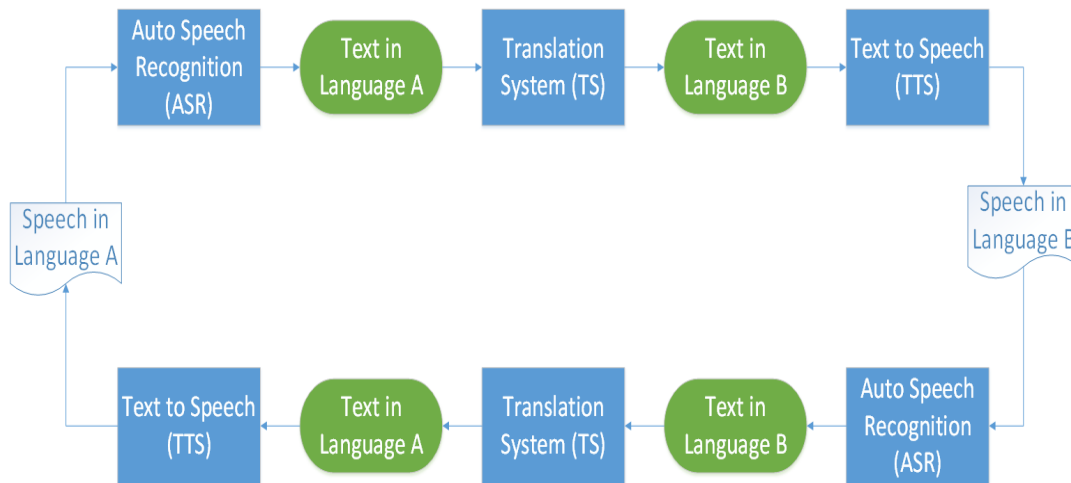 Auto Speech
Recognition
(ASR)
Text in
Language A
Translation
System (TS)
Text in
Language B
Text to Speech
(TTS)
Speech in
Language A
Speech in
Language B
Text to Speech
(TTS)
Text in
Language A
Translation
System (TS)
Text in
Language B
Auto Speech
Recognition
(ASR)